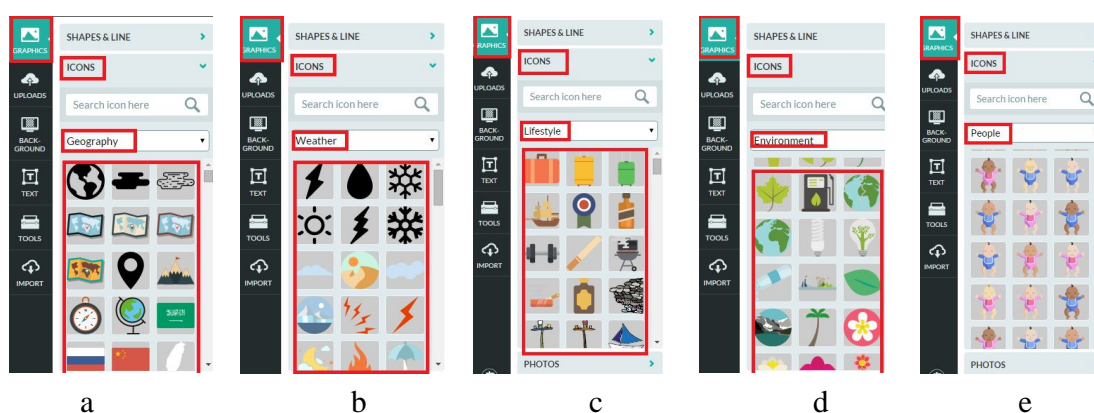 GRAPHICS
UPLOADS
BACK-
GROUND
TEXT
TOOLS
IMPORT
SHAPES & LINE
ICONS
Search icon here
Geography
GRAPHICS
UPLOADS
BACK-
GROUND
TEXT
TOOLS
IMPORT
SHAPES & LINE
ICONS
Search icon here
Weather
RAPHICS
UPLOADS
BACK-
GROUND
TEXT
TOOLS
IMPORT
SHAPES & LINE
ICONS
Search icon here
Lifestyle
PHOTOS
GRAPHICS
UPLOADS
BACK-
GROUND
TEXT
TOOLS
IMPORT
SHAPES & LINE
ICONS
Search icon here
Environment
GRAPHICS
UPLOADS
BACK-
GROUND
TEXT
TOOLS
IMPORT
SHAPES & LINE
ICONS
Search icon here
People
PHOTOS
a
b
c
d
e